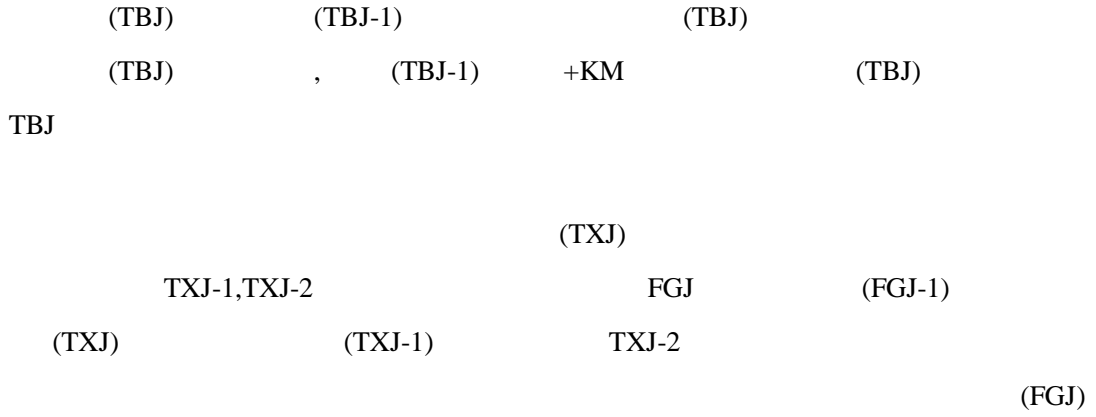 (TBJ) (TBJ-1) (TBJ)
(TBJ) , (TBJ-1) +KM (TBJ)
TBJ
(TXJ)
TXJ-1,TXJ-2 FGJ (FGJ-1)
(TXJ) (TXJ-1) TXJ-2
(FGJ)